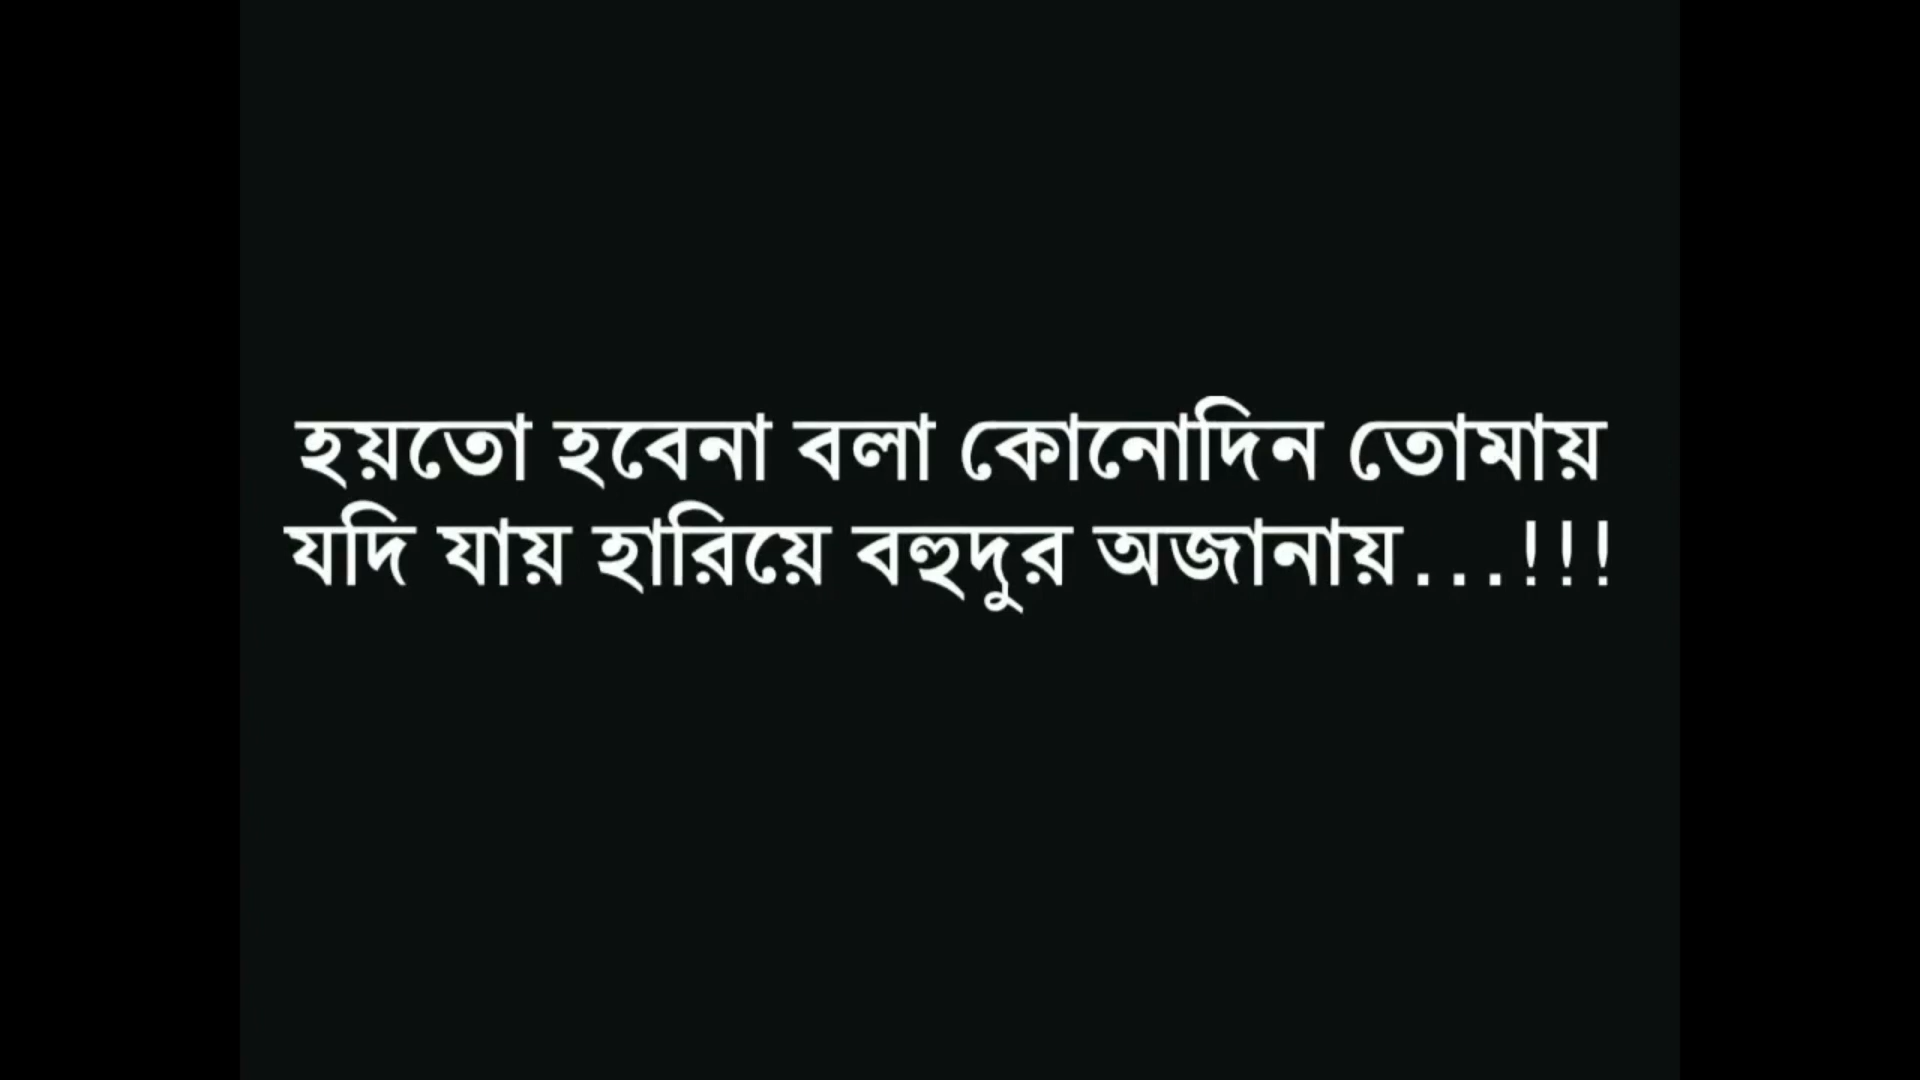 হয়তো হবেনা বলা কোনোদিন তোমায়
যদি যায় হারিয়ে বহুদুর অজানায়...!!!